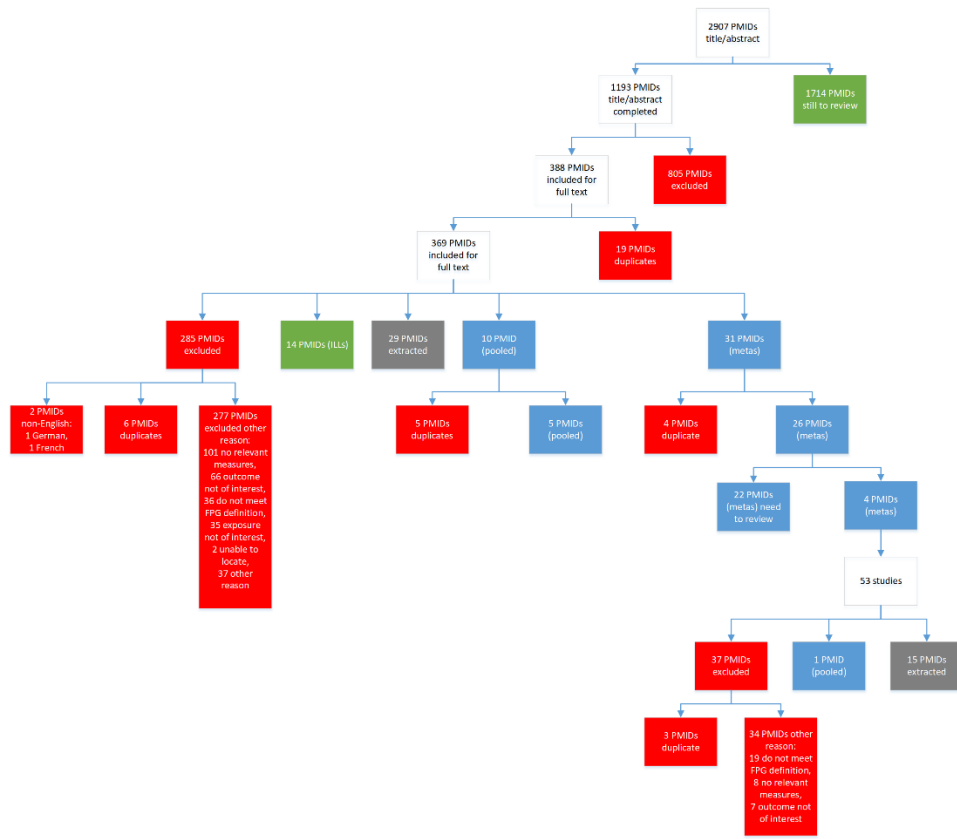 2907 PMIDs
title/abstract
1193 PMIDs
title/abstract
completed
1714 PMIDs
still to review
388 PMIDs
included for
full text
805 PMIDs
excluded
369 PMIDs
included for
full text
19 PMIDs
duplicates
285 PMIDs
excluded
14 PMIDs (ILLs)
29 PMIDs
extracted
10 PMID
(pooled)
31 PMIDs
(metas)
2 PMIDs
non-English:
1 German,
1 French
6 PMIDs
duplicates
277 PMIDs
excluded other
reason:
101 no relevant
measures,
66 outcome
not of interest,
36 do not meet
FPG definition,
35 exposure
not of interest,
2 unable to
locate,
37 other
reason
5 PMIDs
duplicates
5 PMIDs
(pooled)
4 PMIDs
duplicate
26 PMIDs
(metas)
22 PMIDs
(metas) need
to review
4 PMIDs
(metas)
53 studies
37 PMIDs
excluded
1 PMID
(pooled)
15 PMIDs
extracted
3 PMIDs
duplicate
34 PMIDs other
reason:
19 do not meet
FPG definition,
8 no relevant
measures,
7 outcome not
of interest